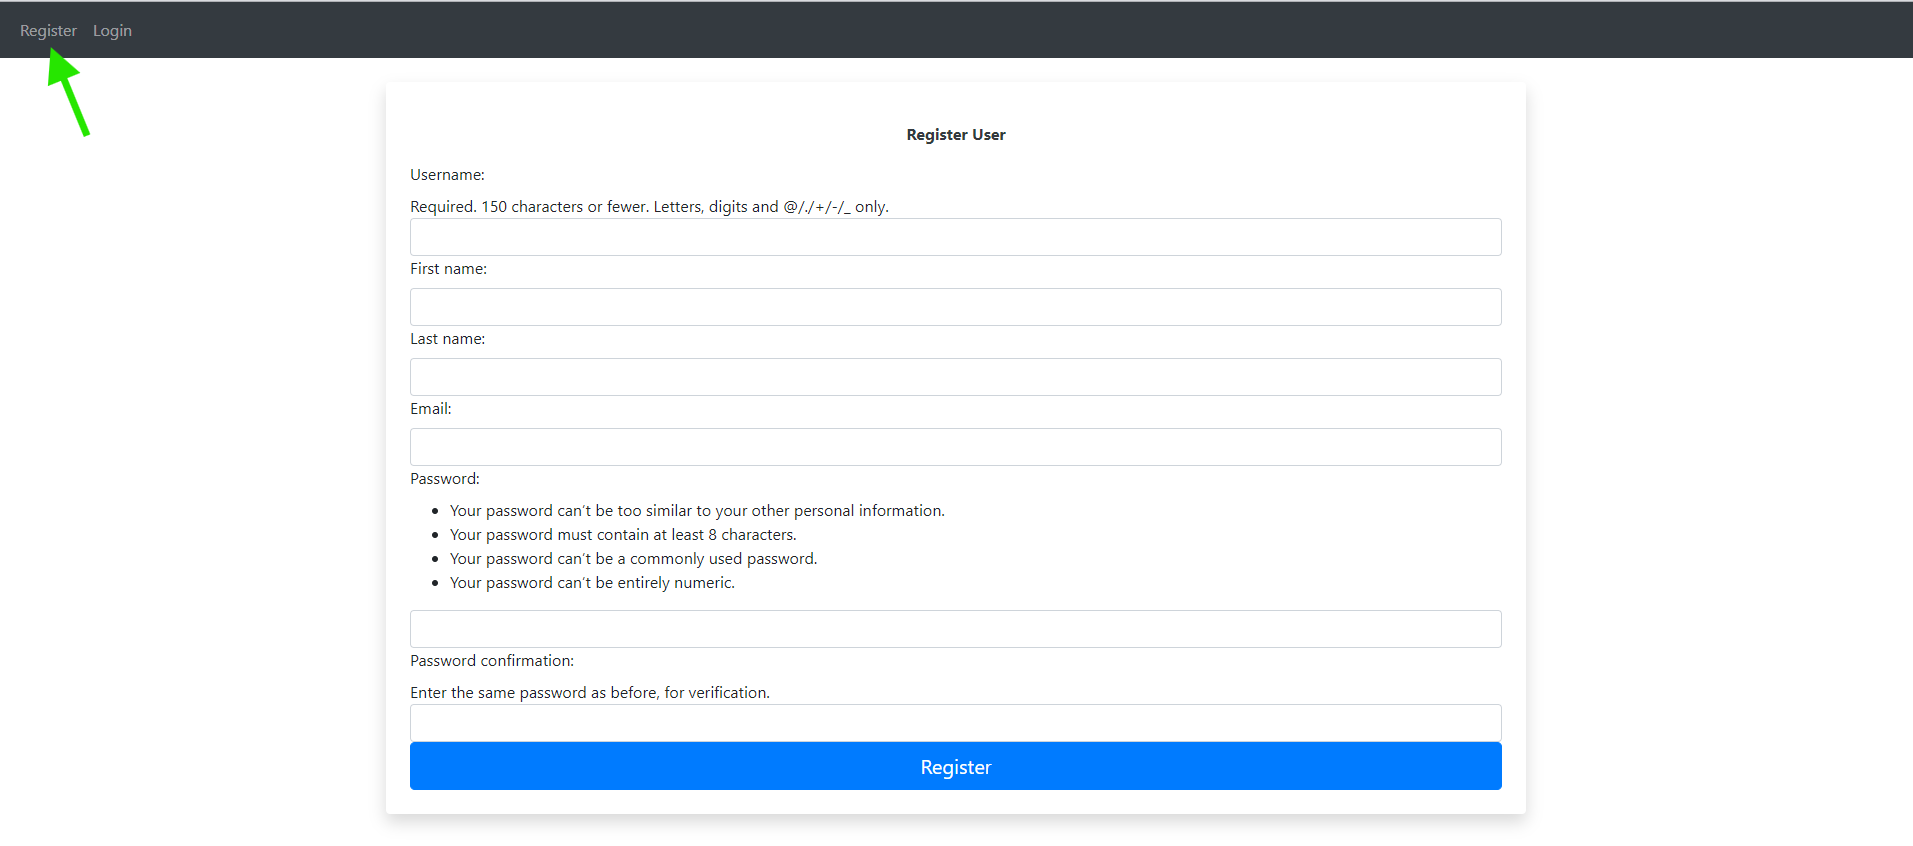 Register Login
Register User
Username:
Required. 150 characters or fewer. Letters, digits and @/./+/-/_ only.
First name:
Last name:
Email:
Password:
• Your password can't be too similar to your other personal information.
• Your password must contain at least 8 characters.
• Your password can't be a commonly used password.
• Your password can't be entirely numeric.
Password confirmation:
Enter the same password as before, for verification.
Register